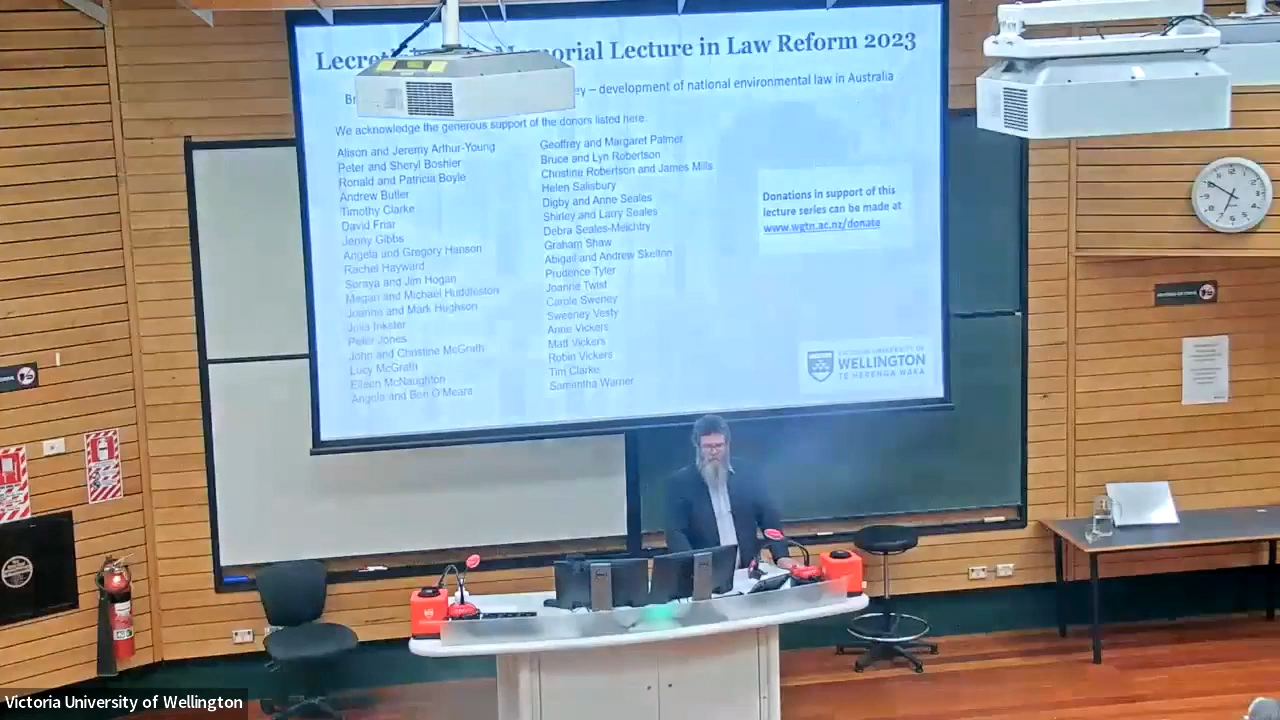 Memorial Lecture in Law Reform 2023
– development of national environmental law in Australia
We acknowledge the generous support of the donors listed here.
Alison and Jeremy Arthur-Young
Peter and Sheryl Boshier
Ronald and Patricia Boyle
Andrew Butler
Timothy Clarke
David Friar
Jenny Gibbs
Angela and Gregory Hanson
Rachel Hayward
Soraya and Jim Hogan
Megan and Michael Huddleston
Joanna and Mark Hughson
Julia Inkster
Peter Jones
John and Christine McGrath
Lucy McGrath
Eileen McNaughton
Angela and Ben O'Meara
Geoffrey and Margaret Palmer
Bruce and Lyn Robertson
Christine Robertson and James Mills
Helen Salisbury
Digby and Anne Seales
Shirley and Larry Seales
Debra Seales-Meichtry
Graham Shaw
Abigail and Andrew Skelton
Prudence Tyler
Joanne Twist
Carole Sweney
Sweeney Vesty
Anne Vickers
Matt Vickers
Robin Vickers
Tim Clarke
Samantha Warner
Donations in support of this
lecture series can be made at
www.wgtn.ac.nz/donate
VICTORIA UNIVERSITY OF
WELLINGTON
TE HERENGA WAKA
Victoria University of Wellington